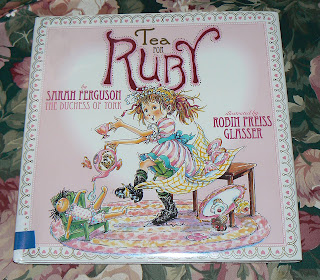 Tea
FOR
RUBY
by
SARAH FERGUSON
THE DUCHESS OF YORK
illustrated by
ROBIN PREISS
GLASSER